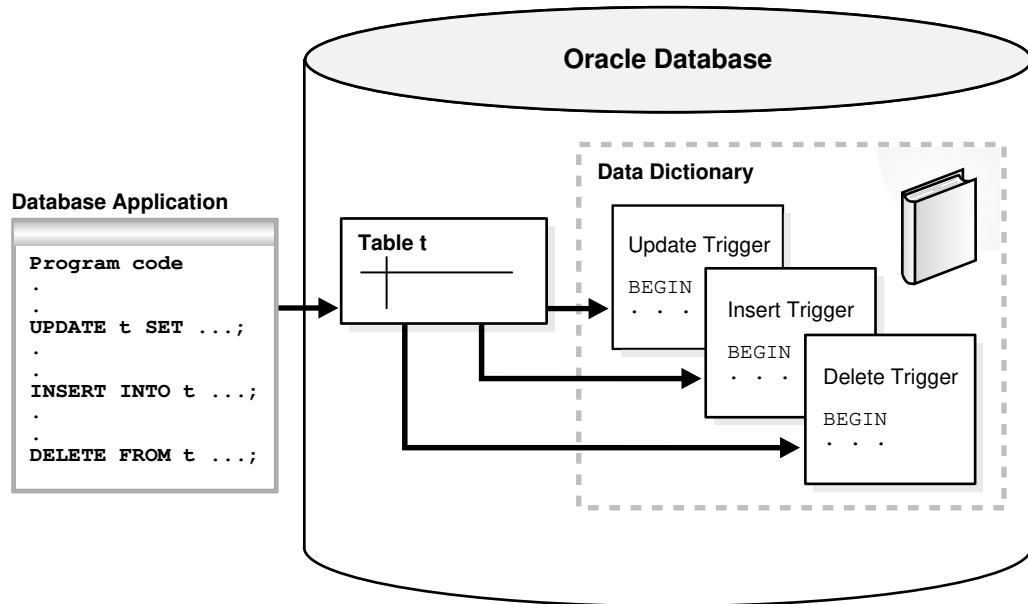 Oracle Database
Data Dictionary
Database Application
Program code
.
.
UPDATE t SET ...;
.
.
INSERT INTO t ...;
.
.
DELETE FROM t ...;
Table t
Update Trigger
BEGIN
. . .
Insert Trigger
BEGIN
. . .
Delete Trigger
BEGIN
. . .